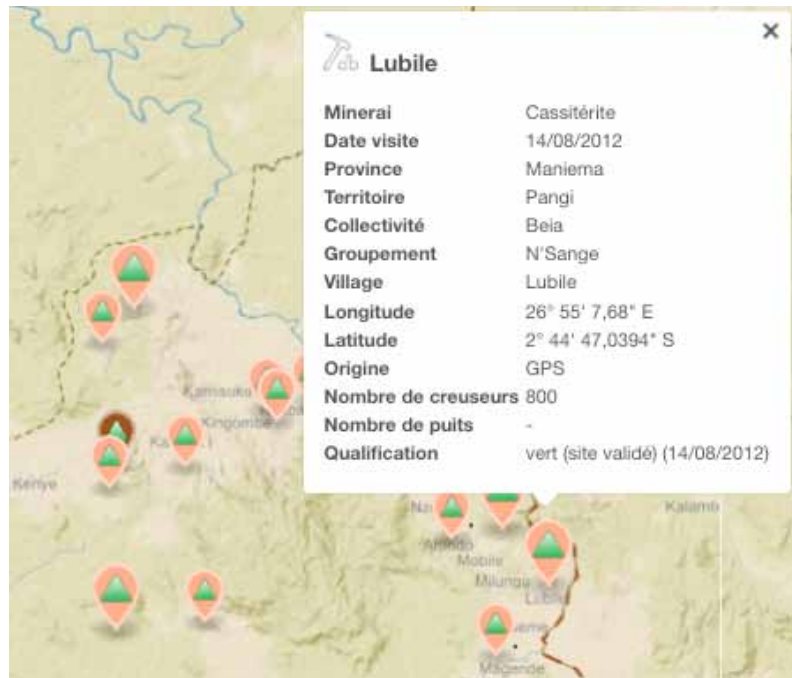 Lubile
Minerai Cassitérite
Date visite 14/08/2012
Province Maniema
Territoire Pangi
Collectivité Beia
Groupement N'Sange
Village Lubile
Longitude 26° 55' 7,68" E
Latitude 2° 44' 47,0394" S
Origine GPS
Nombre de creuseurs 800
Nombre de puits -
Qualification vert (site validé) (14/08/2012)
Kamisuku
Kingombe
Kenye
Kalamb
Mobile
Milungu
Magende